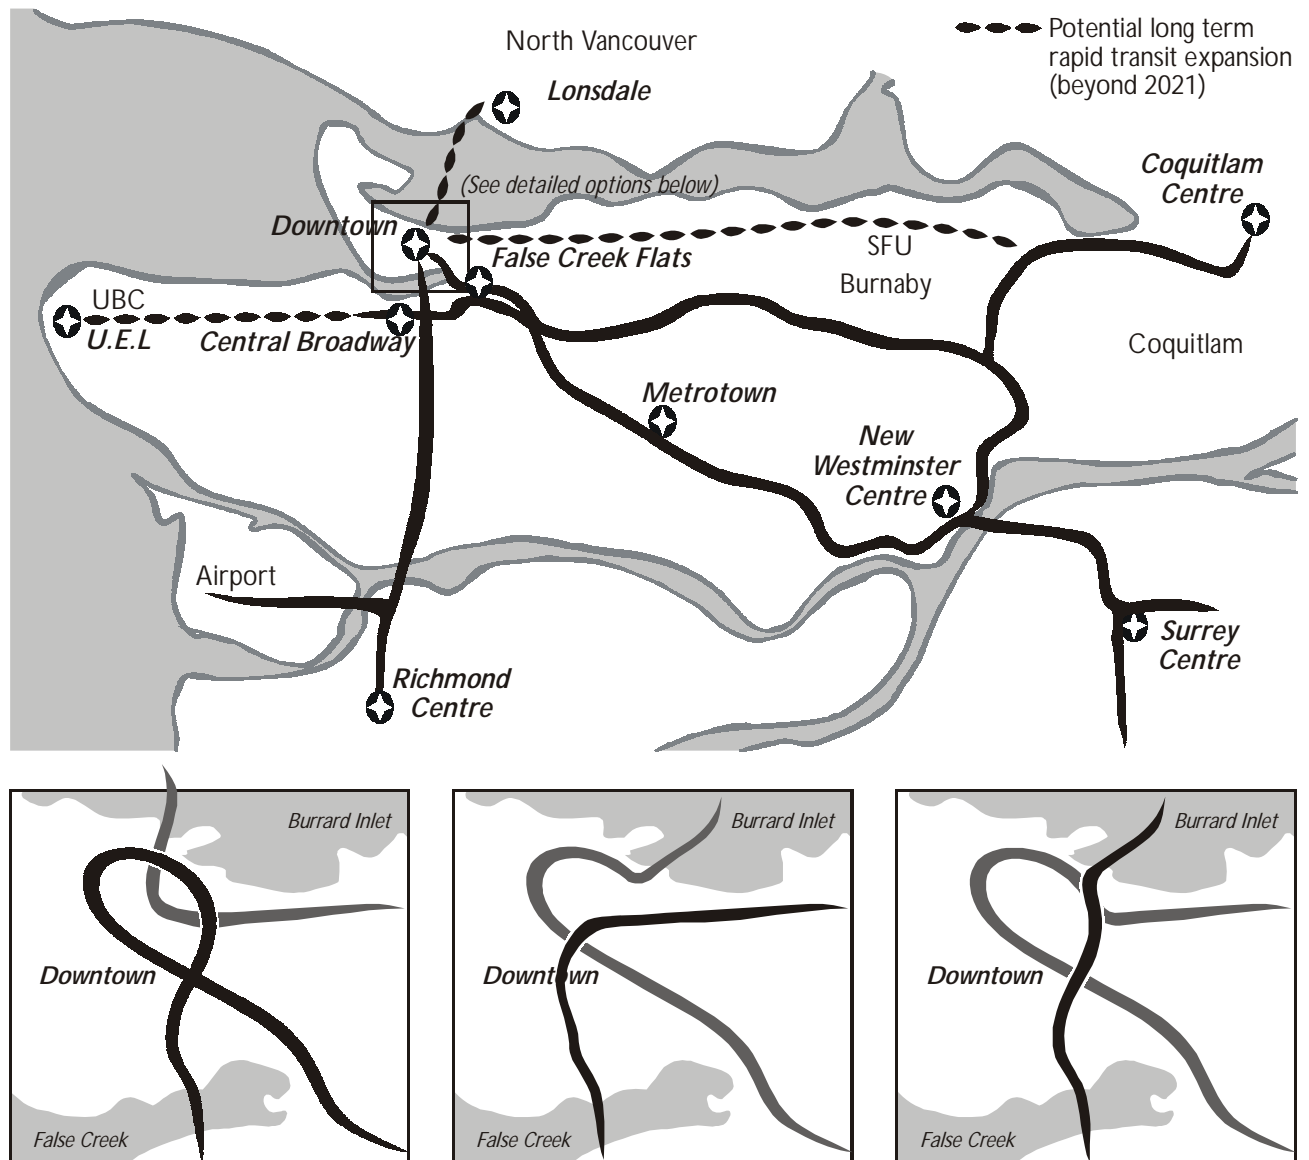 North Vancouver
Potential long term
rapid transit expansion
(beyond 2021)
Lonsdale
Coquitlam
Centre
(See detailed options below)
Downtown
False Creek Flats
SFU
Burnaby
UBC
U.E.L
Central Broadway
Coquitlam
Metrotown
New
Westminster
Centre
Airport
Surrey
Centre
Richmond
Centre
Burrard Inlet
Downtown
False Creek
Burrard Inlet
Downtown
False Creek
Burrard Inlet
Downtown
False Creek